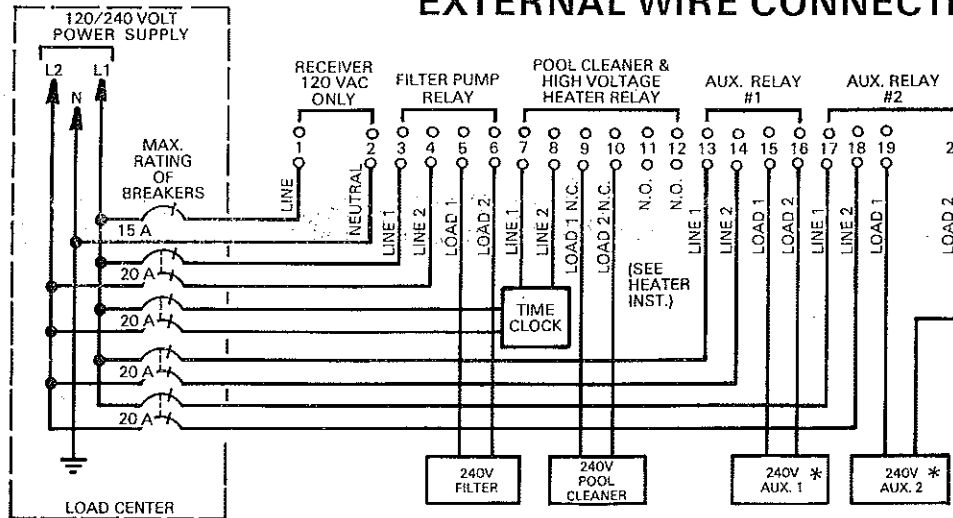 EXTERNAL WIRE CONNECTI
120/240 VOLT
POWER SUPPLY
L2 L1
N
MAX.
RATING
OF
BREAKERS
15 A
20 A
20 A
20 A
20 A
LOAD CENTER
RECEIVER
120 VAC
ONLY
FILTER PUMP
RELAY
POOL CLEANER &
HIGH VOLTAGE
HEATER RELAY
AUX. RELAY
#1
AUX. RELAY
#2
1 2 3 4 5 6 7 8 9 10 11 12 13 14 15 16 17 18 19 2
LINE
NEUTRAL
LINE 1
LINE 2
LOAD 1
LOAD 2
LINE 1
LINE 2
LOAD 1 N.C.
LOAD 2 N.C.
N.O.
N.O.
LINE 1
LINE 2
LOAD 1
LOAD 2
LINE 1
LINE 2
LOAD 1
LOAD 2
(SEE
HEATER
INST.)
TIME
CLOCK
240V
FILTER
240V
POOL
CLEANER
240V *
AUX. 1
240V *
AUX. 2